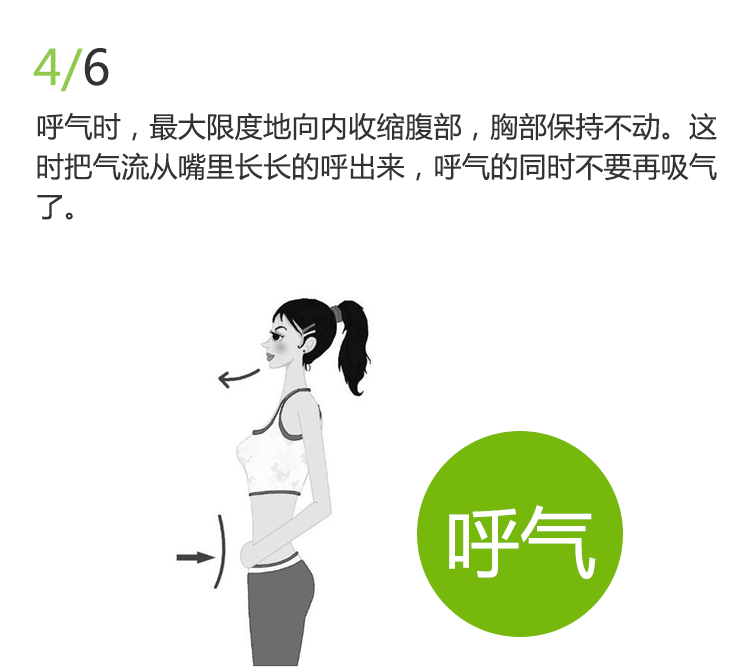 4/6
呼气时，最大限度地向内收缩腹部，胸部保持不动。这
时把气流从嘴里长长的呼出来，呼气的同时不要再吸气
了。
呼气